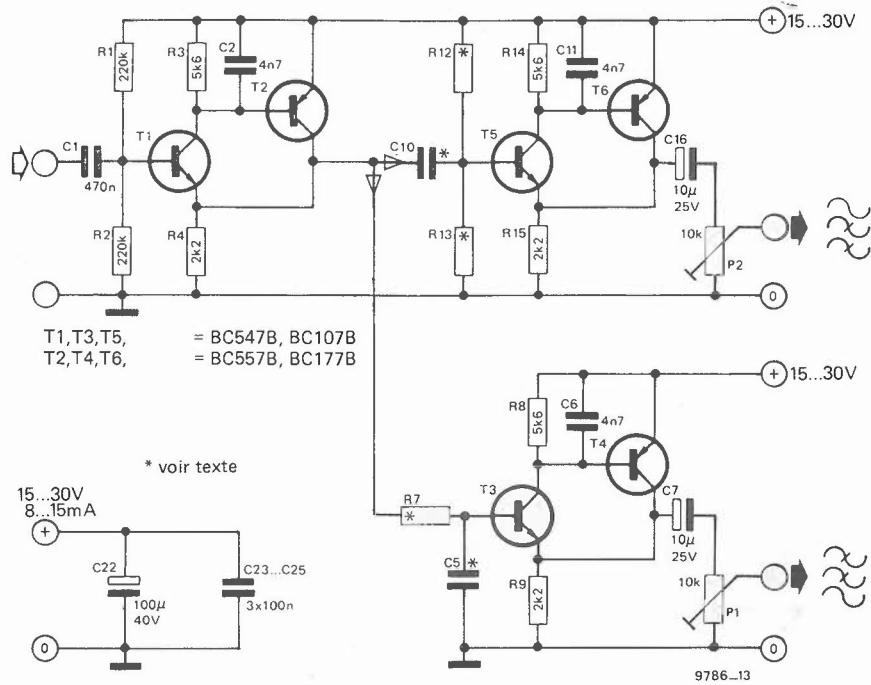 15...30V
R1
220k
R3
5k6
C2
4n7
T2
R12
*
R14
5k6
C11
4n7
T6
C1
470n
T1
C10
*
T5
C16
10µ
25V
R2
220k
R4
2k2
R13
*
R15
2k2
10k
P2
0
T1,T3,T5, = BC547B, BC107B
T2,T4,T6, = BC557B, BC177B
15...30V
R8
5k6
C6
4n7
T4
* voir texte
15...30V
8...15mA
R7
*
T3
C7
10µ
25V
C5
*
C22
100µ
40V
C23...C25
3x100n
R9
2k2
10k
P1
0
0
9786_13